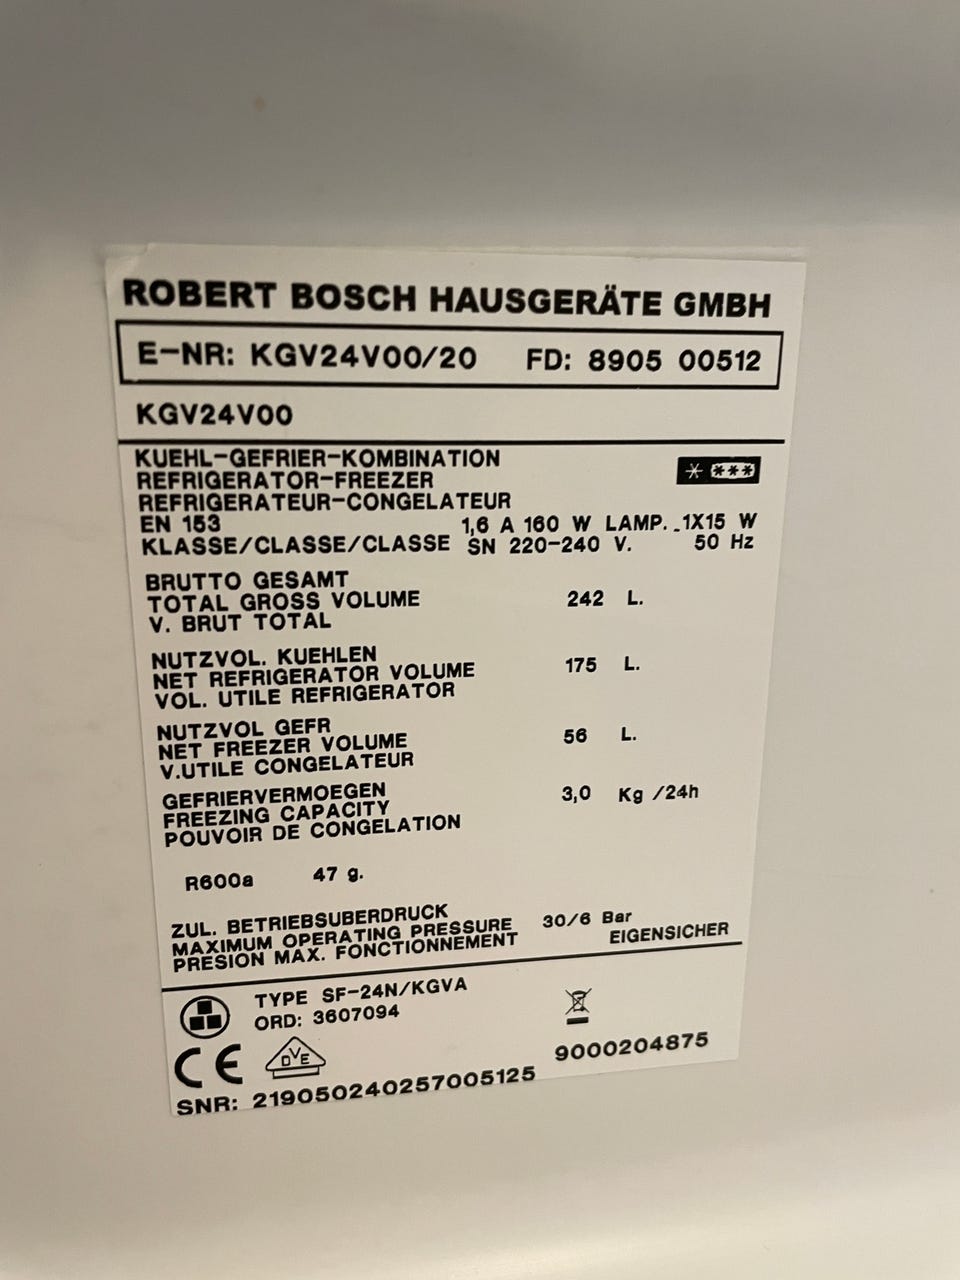 ROBERT BOSCH HAUSGERÄTE GMBH
E-NR: KGV24V00/20 FD: 8905 00512
KGV24V00
KUEHL-GEFRIER-KOMBINATION
REFRIGERATOR-FREEZER
REFRIGERATEUR-CONGELATEUR
EN 153 1,6 A 160 W LAMP. 1X15 W
KLASSE/CLASSE/CLASSE SN 220-240 V. 50 Hz
BRUTTO GESAMT
TOTAL GROSS VOLUME 242 L.
V. BRUT TOTAL
NUTZVOL. KUEHLEN
NET REFRIGERATOR VOLUME 175 L.
VOL. UTILE REFRIGERATOR
NUTZVOL GEFR
NET FREEZER VOLUME 56 L.
V.UTILE CONGELATEUR
GEFRIERVERMOEGEN
FREEZING CAPACITY 3,0 Kg /24h
POUVOIR DE CONGELATION
R600a 47 g.
ZUL. BETRIEBSUBERDRUCK
MAXIMUM OPERATING PRESSURE 30/6 Bar
PRESION MAX. FONCTIONNEMENT EIGENSICHER
TYPE SF-24N/KGVA
ORD: 3607094
CE DVE 9000204875
SNR: 219050240257005125